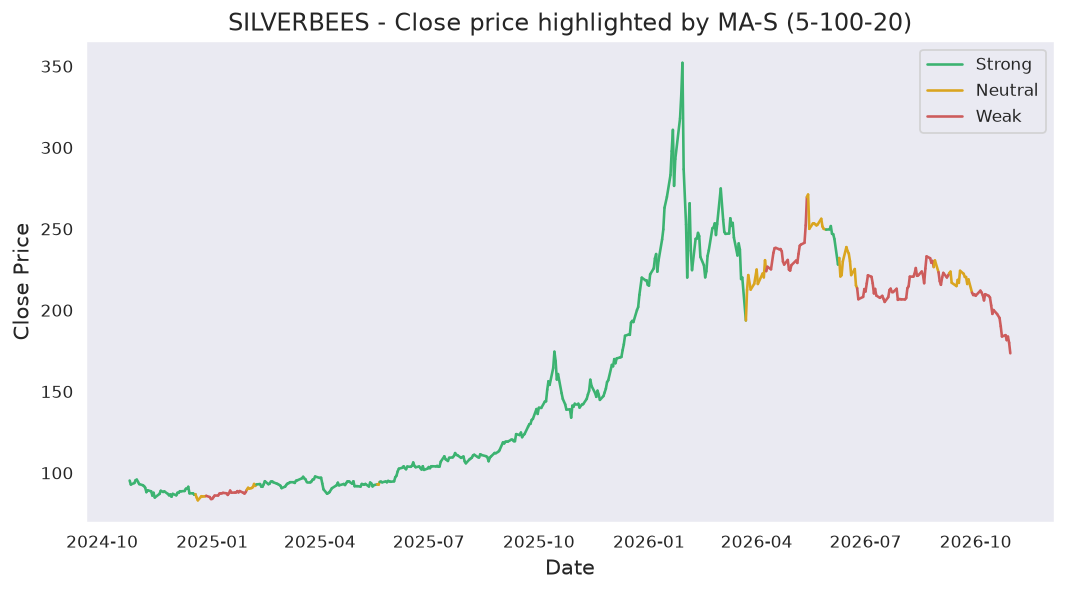 SILVERBEES - Close price highlighted by MA-S (5-100-20)
Strong
Neutral
Weak
Close Price
350
300
250
200
150
100
2024-10
2025-01
2025-04
2025-07
2025-10
2026-01
2026-04
2026-07
2026-10
Date